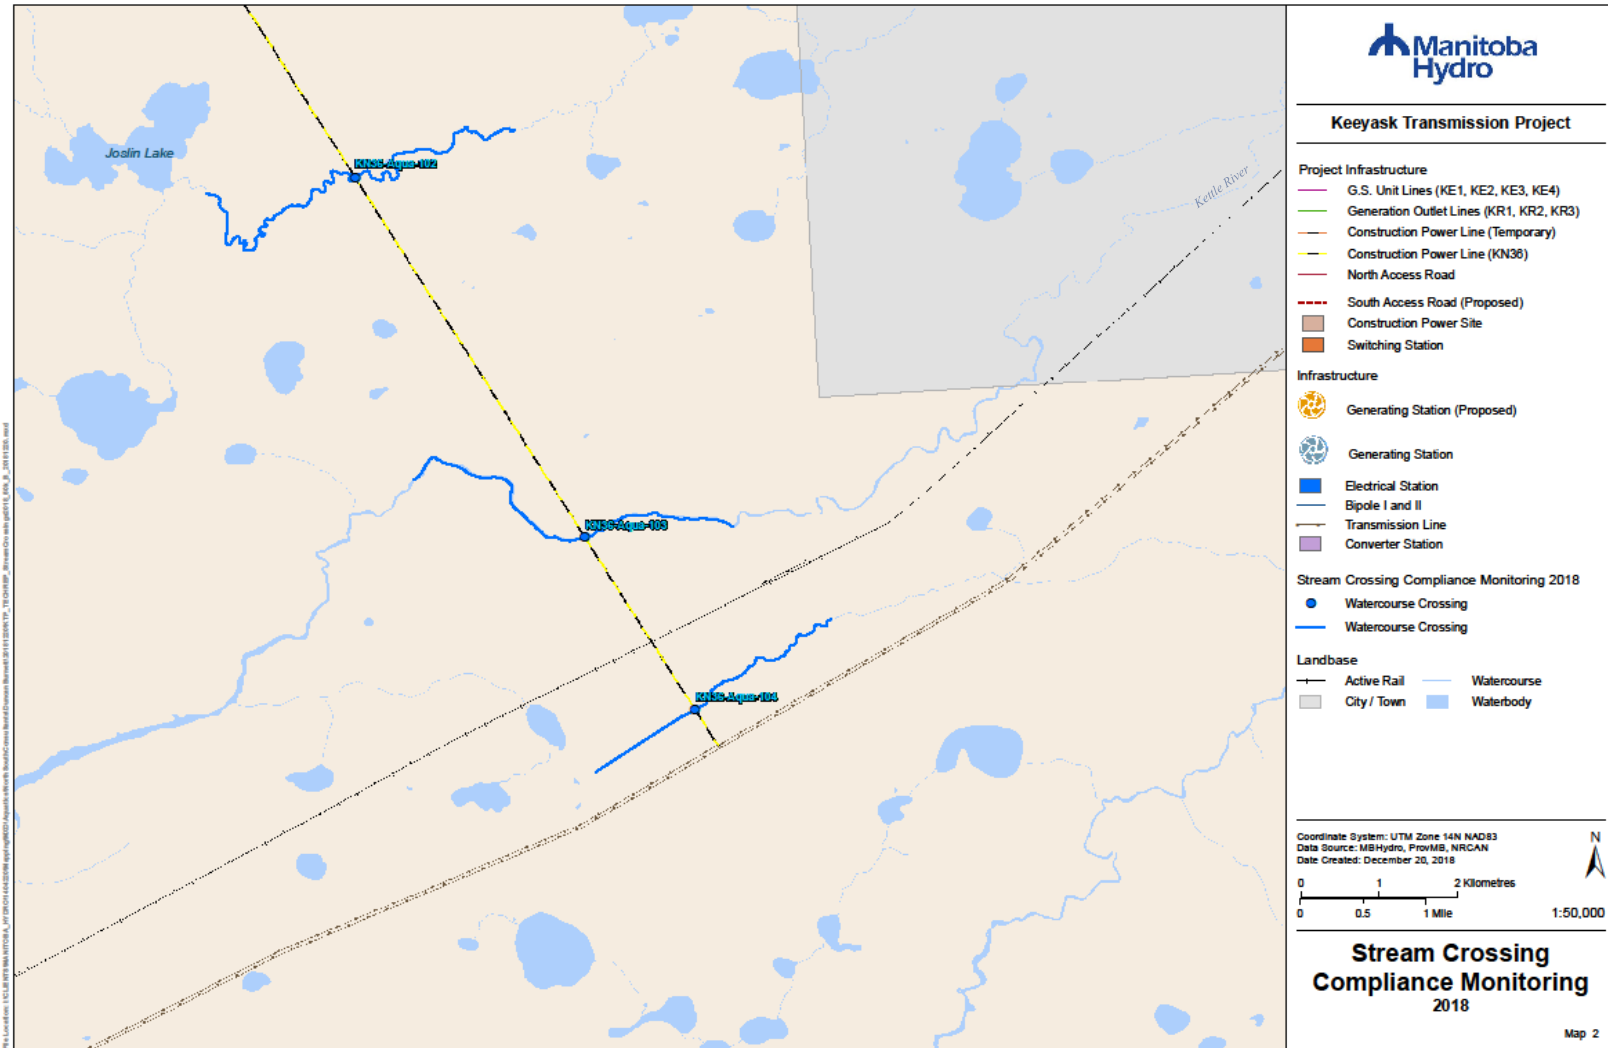 Joslin Lake
KN36-Aqua-102
Kettle River
KN36-Aqua-103
KN36-Aqua-104
Manitoba
Hydro
Keeyask Transmission Project
Project Infrastructure
G.S. Unit Lines (KE1, KE2, KE3, KE4)
Generation Outlet Lines (KR1, KR2, KR3)
Construction Power Line (Temporary)
Construction Power Line (KN36)
North Access Road
South Access Road (Proposed)
Construction Power Site
Switching Station
Infrastructure
Generating Station (Proposed)
Generating Station
Electrical Station
Bipole I and II
Transmission Line
Converter Station
Stream Crossing Compliance Monitoring 2018
Watercourse Crossing
Watercourse Crossing
Landbase
Active Rail Watercourse
City / Town Waterbody
Coordinate System: UTM Zone 14N NAD83
Data Source: MBHydro, ProvMB, NRCAN
Date Created: December 20, 2018
N
0 1 2 Kilometres
0 0.5 1 Mile 1:50,000
Stream Crossing
Compliance Monitoring
2018
Map 2